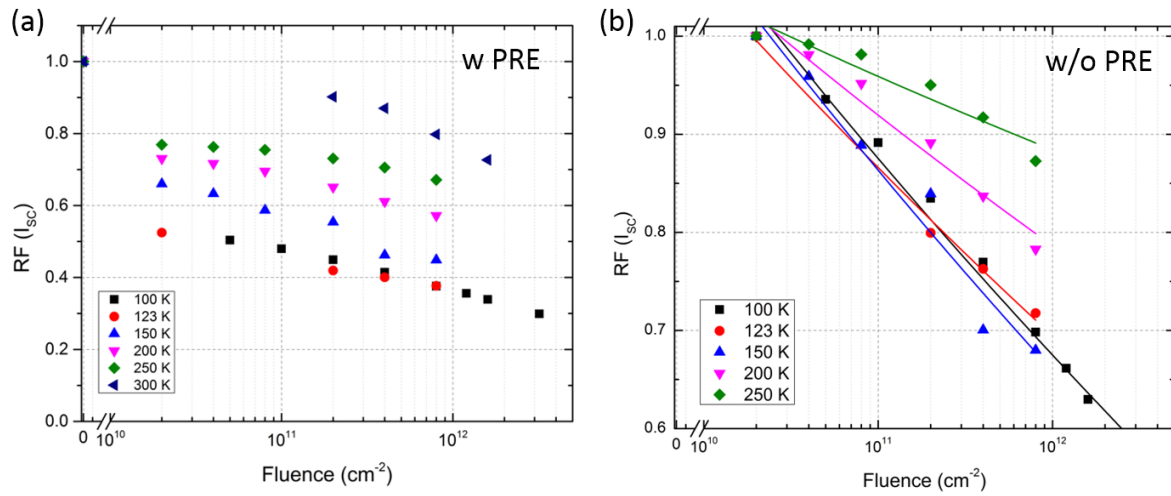 (a)
w PRE
RF (I_SC)
1.0
0.8
0.6
0.4
0.2
0.0
100 K
123 K
150 K
200 K
250 K
300 K
0 10^10 10^11 10^12
Fluence (cm^-2)
(b)
w/o PRE
RF (I_SC)
1.0
0.9
0.8
0.7
0.6
100 K
123 K
150 K
200 K
250 K
0 10^10 10^11 10^12
Fluence (cm^-2)